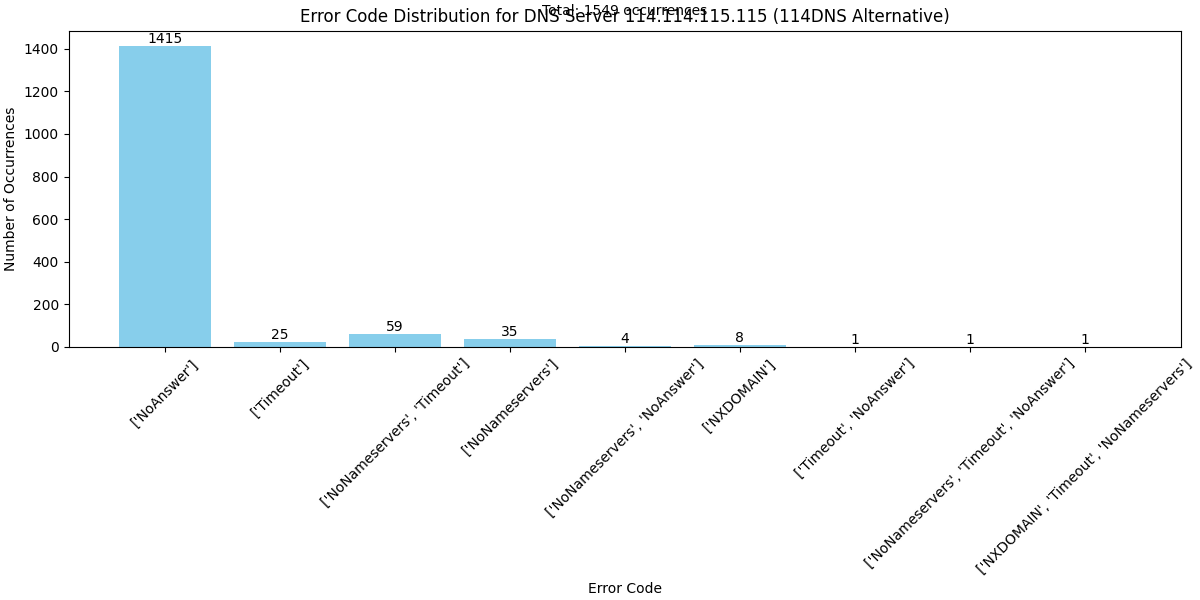 Total: 1549 occurrences
Error Code Distribution for DNS Server 114.114.115.115 (114DNS Alternative)
Number of Occurrences
1400
1200
1000
800
600
400
200
0
1415
25
59
35
4
8
1
1
1
['NoAnswer']
['Timeout']
['NoNameservers', 'Timeout']
['NoNameservers']
['NoNameservers', 'NoAnswer']
['NXDOMAIN']
['Timeout', 'NoAnswer']
['NoNameservers', 'Timeout', 'NoAnswer']
['NXDOMAIN', 'Timeout', 'NoNameservers']
Error Code